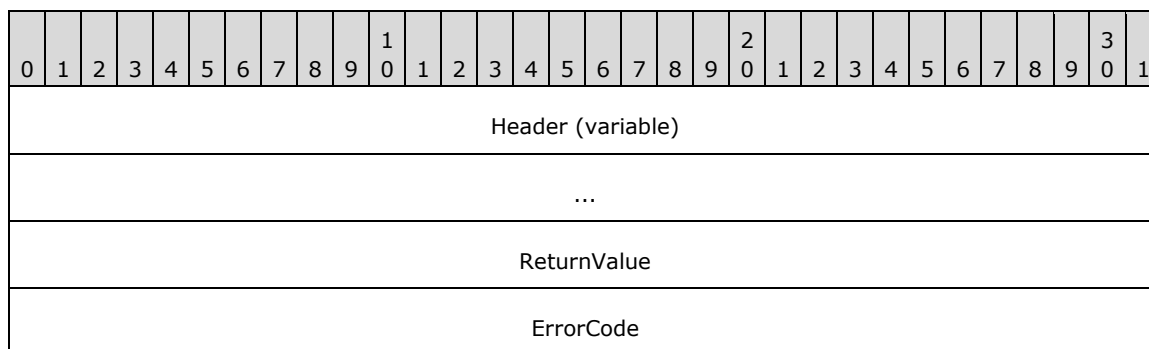 1 2 3
0 1 2 3 4 5 6 7 8 9 0 1 2 3 4 5 6 7 8 9 0 1 2 3 4 5 6 7 8 9 0 1
Header (variable)
...
ReturnValue
ErrorCode